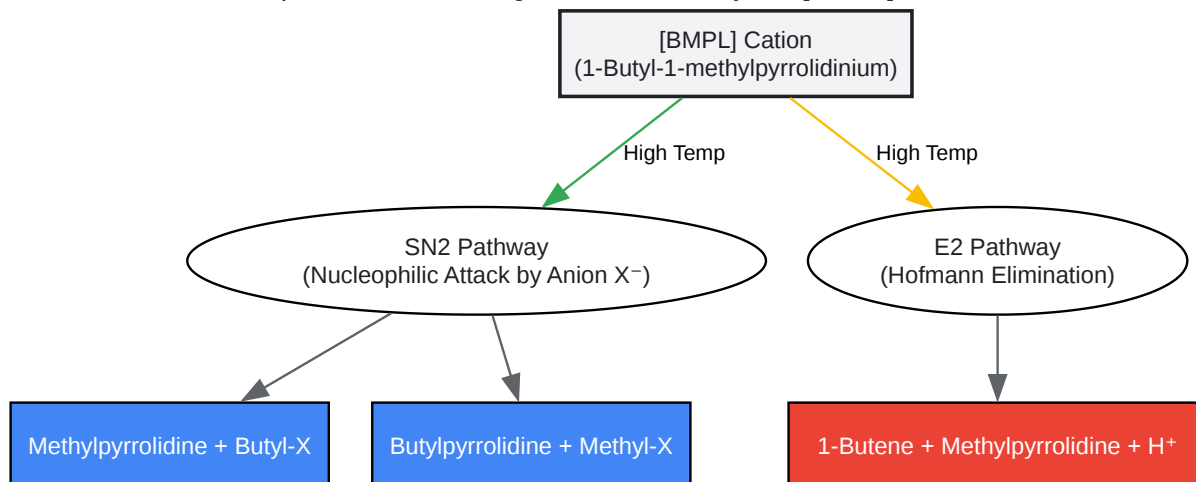 [BMPL] Cation
(1-Butyl-1-methylpyrrolidinium)
High Temp
High Temp
SN2 Pathway
(Nucleophilic Attack by Anion X⁻)
E2 Pathway
(Hofmann Elimination)
Methylpyrrolidine + Butyl-X
Butylpyrrolidine + Methyl-X
1-Butene + Methylpyrrolidine + H⁺